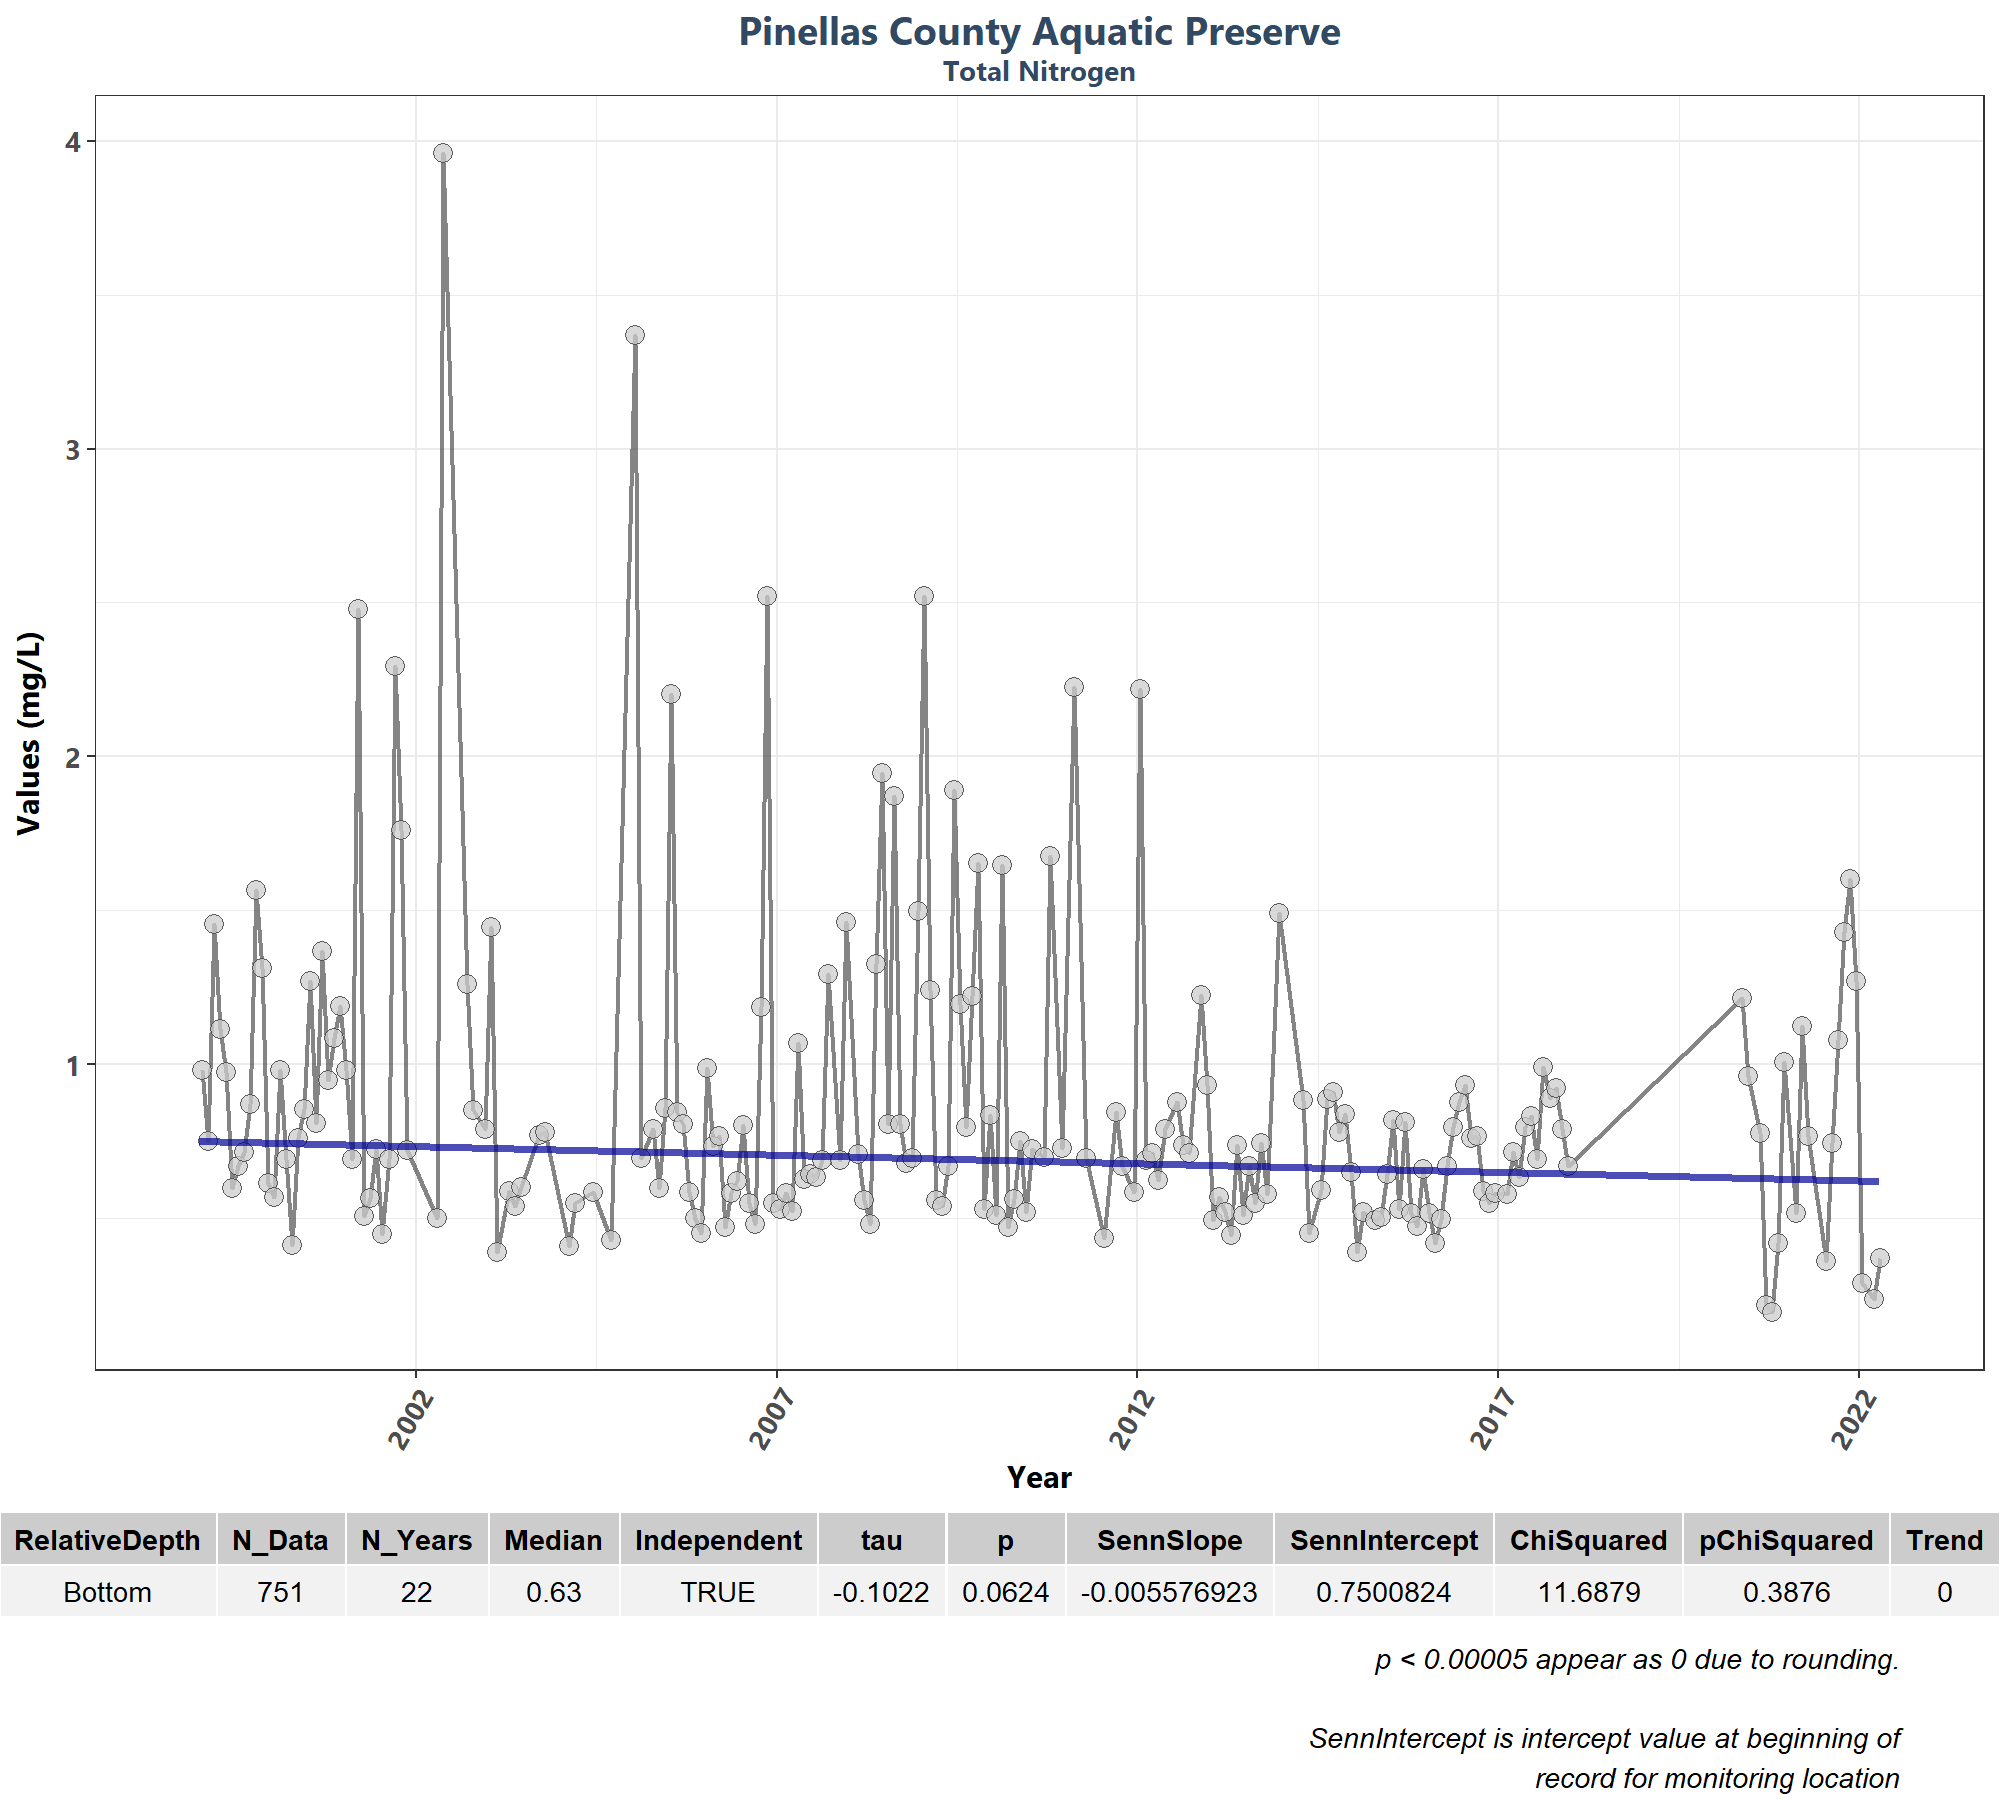 Pinellas County Aquatic Preserve
Total Nitrogen
4
3
2
1
Values (mg/L)
2002
2007
2012
2017
2022
Year
RelativeDepth N_Data N_Years Median Independent tau p SennSlope SennIntercept ChiSquared pChiSquared Trend
Bottom 751 22 0.63 TRUE -0.1022 0.0624 -0.005576923 0.7500824 11.6879 0.3876 0
p < 0.00005 appear as 0 due to rounding.
SennIntercept is intercept value at beginning of
record for monitoring location